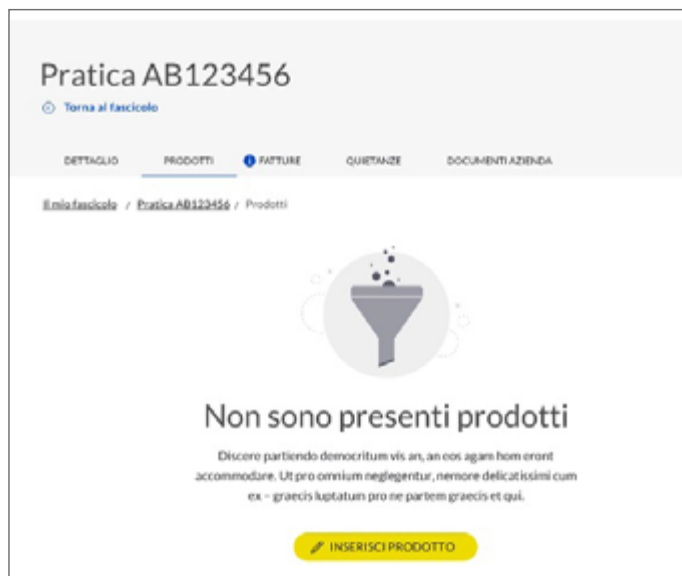 Pratica AB123456
Torna al fascicolo
DETTAGLIO PRODOTTI FATTURE QUIETANZE DOCUMENTI AZIENDA
Il mio fascicolo / Pratica AB123456 / Prodotti
Non sono presenti prodotti
Discere partiendo democritum vis an, an eos agam hom eront
accommodare. Ut pro omnium neglegentur, nemore delicatissimi cum
ex – graecis luptatum pro ne partem graecis et qui.
INSERISCI PRODOTTO